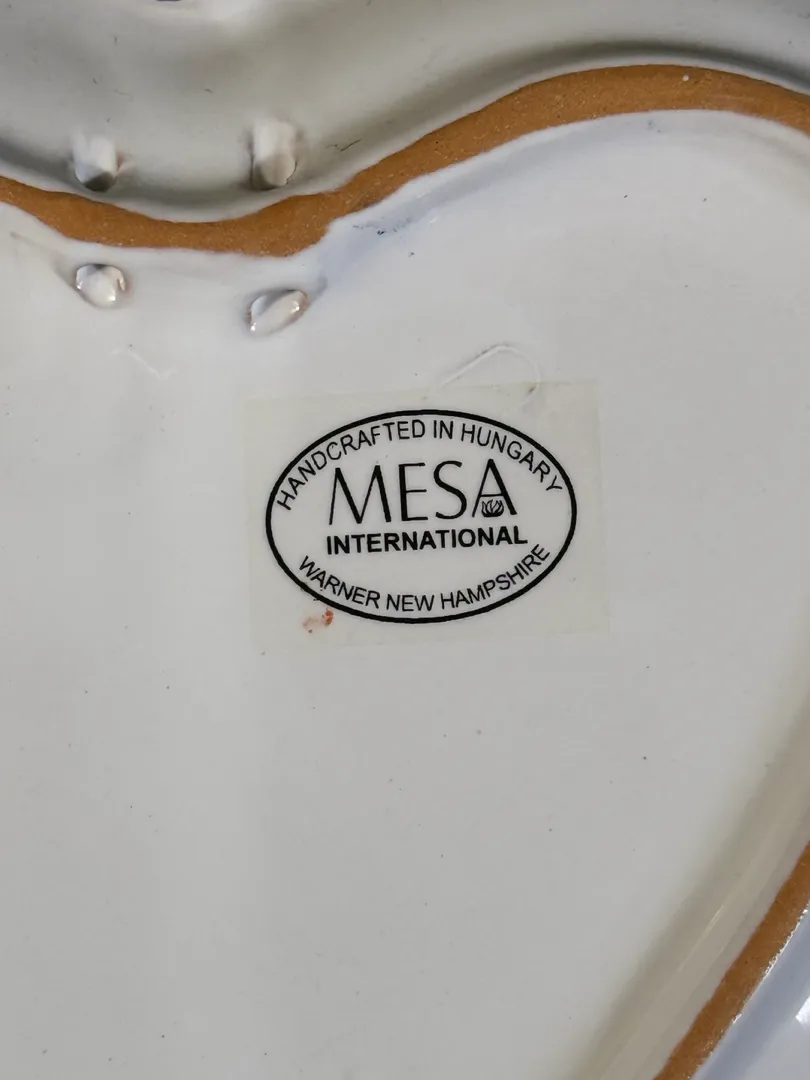 HANDCRAFTED IN HUNGARY
MESA
INTERNATIONAL
WARNER NEW HAMPSHIRE